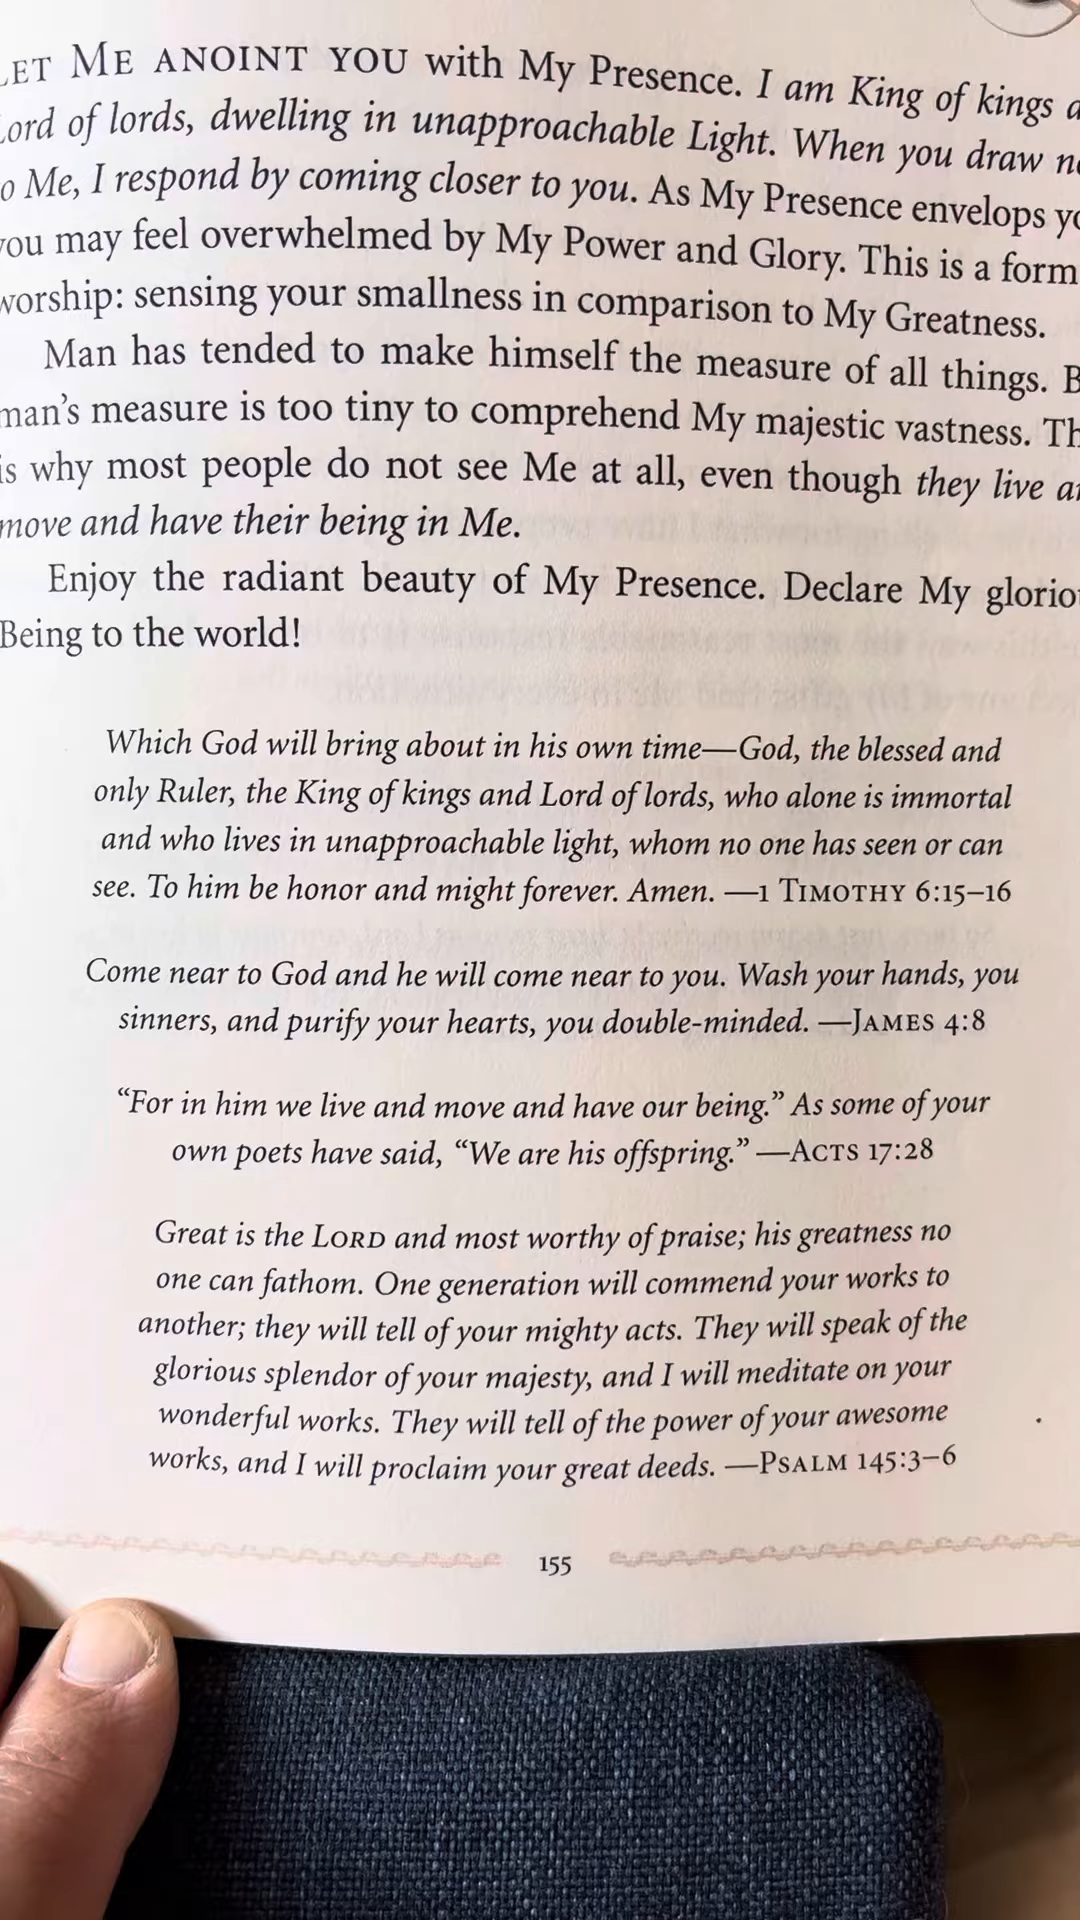 LET ME ANOINT YOU with My Presence. I am King of kings
Lord of lords, dwelling in unapproachable Light. When you draw
to Me, I respond by coming closer to you. As My Presence envelops
you may feel overwhelmed by My Power and Glory. This is a form
worship: sensing your smallness in comparison to My Greatness.
Man has tended to make himself the measure of all things.
man's measure is too tiny to comprehend My majestic vastness.
is why most people do not see Me at all, even though they live
move and have their being in Me.
Enjoy the radiant beauty of My Presence. Declare My
Being to the world!
Which God will bring about in his own time—God, the blessed and
only Ruler, the King of kings and Lord of lords, who alone is immortal
and who lives in unapproachable light, whom no one has seen or can
see. To him be honor and might forever. Amen. —1 TIMOTHY 6:15–16
Come near to God and he will come near to you. Wash your hands, you
sinners, and purify your hearts, you double-minded. —JAMES 4:8
“For in him we live and move and have our being.” As some of your
own poets have said, “We are his offspring.” —ACTS 17:28
Great is the LORD and most worthy of praise; his greatness no
one can fathom. One generation will commend your works to
another; they will tell of your mighty acts. They will speak of the
glorious splendor of your majesty, and I will meditate on your
wonderful works. They will tell of the power of your awesome
works, and I will proclaim your great deeds. —PSALM 145:3–6
155